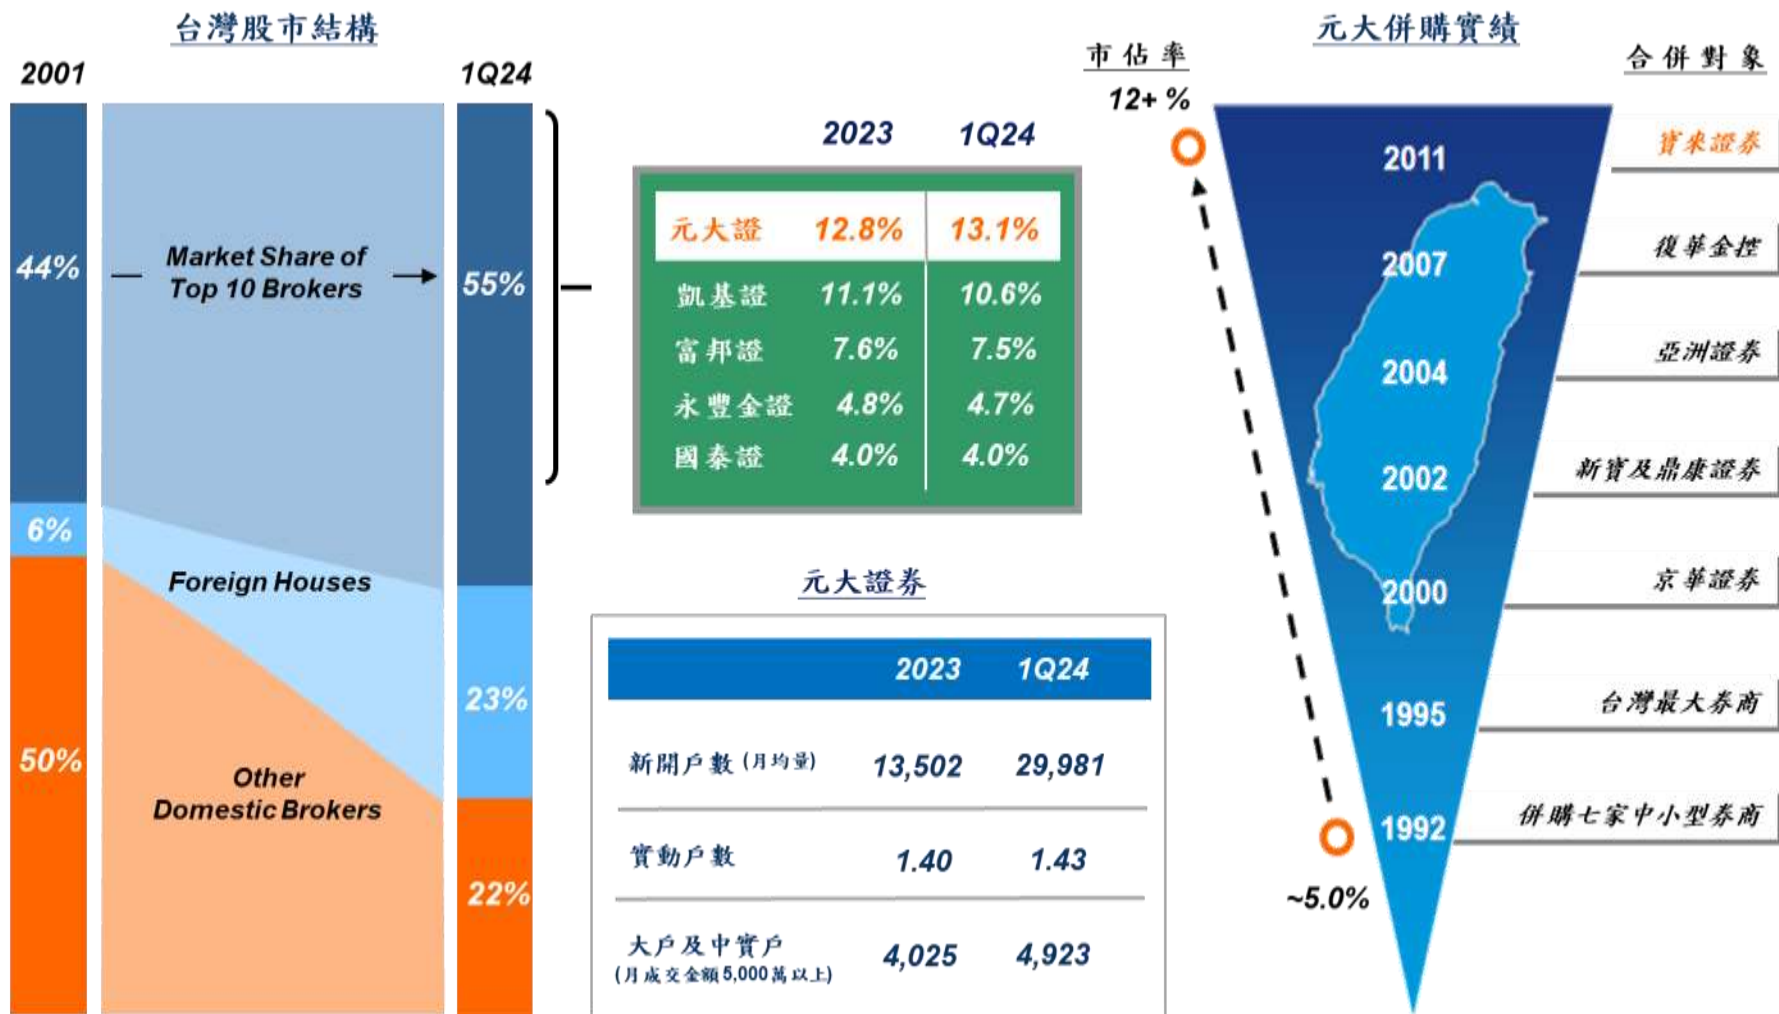 台灣股市結構
2001
1Q24
44%
Market Share of
Top 10 Brokers
55%
6%
Foreign Houses
23%
50%
Other
Domestic Brokers
22%
2023 1Q24
元大證 12.8% 13.1%
凱基證 11.1% 10.6%
富邦證 7.6% 7.5%
永豐金證 4.8% 4.7%
國泰證 4.0% 4.0%
元大證券
2023 1Q24
新開戶數 (月均量) 13,502 29,981
實動戶數 1.40 1.43
大戶及中實戶 4,025 4,923
(月成交金額5,000萬以上)
元大併購實績
市佔率
合併對象
12+ %
2011 寶來證券
2007 復華金控
2004 亞洲證券
2002 新寶及鼎康證券
2000 京華證券
1995 台灣最大券商
1992 併購七家中小型券商
~5.0%